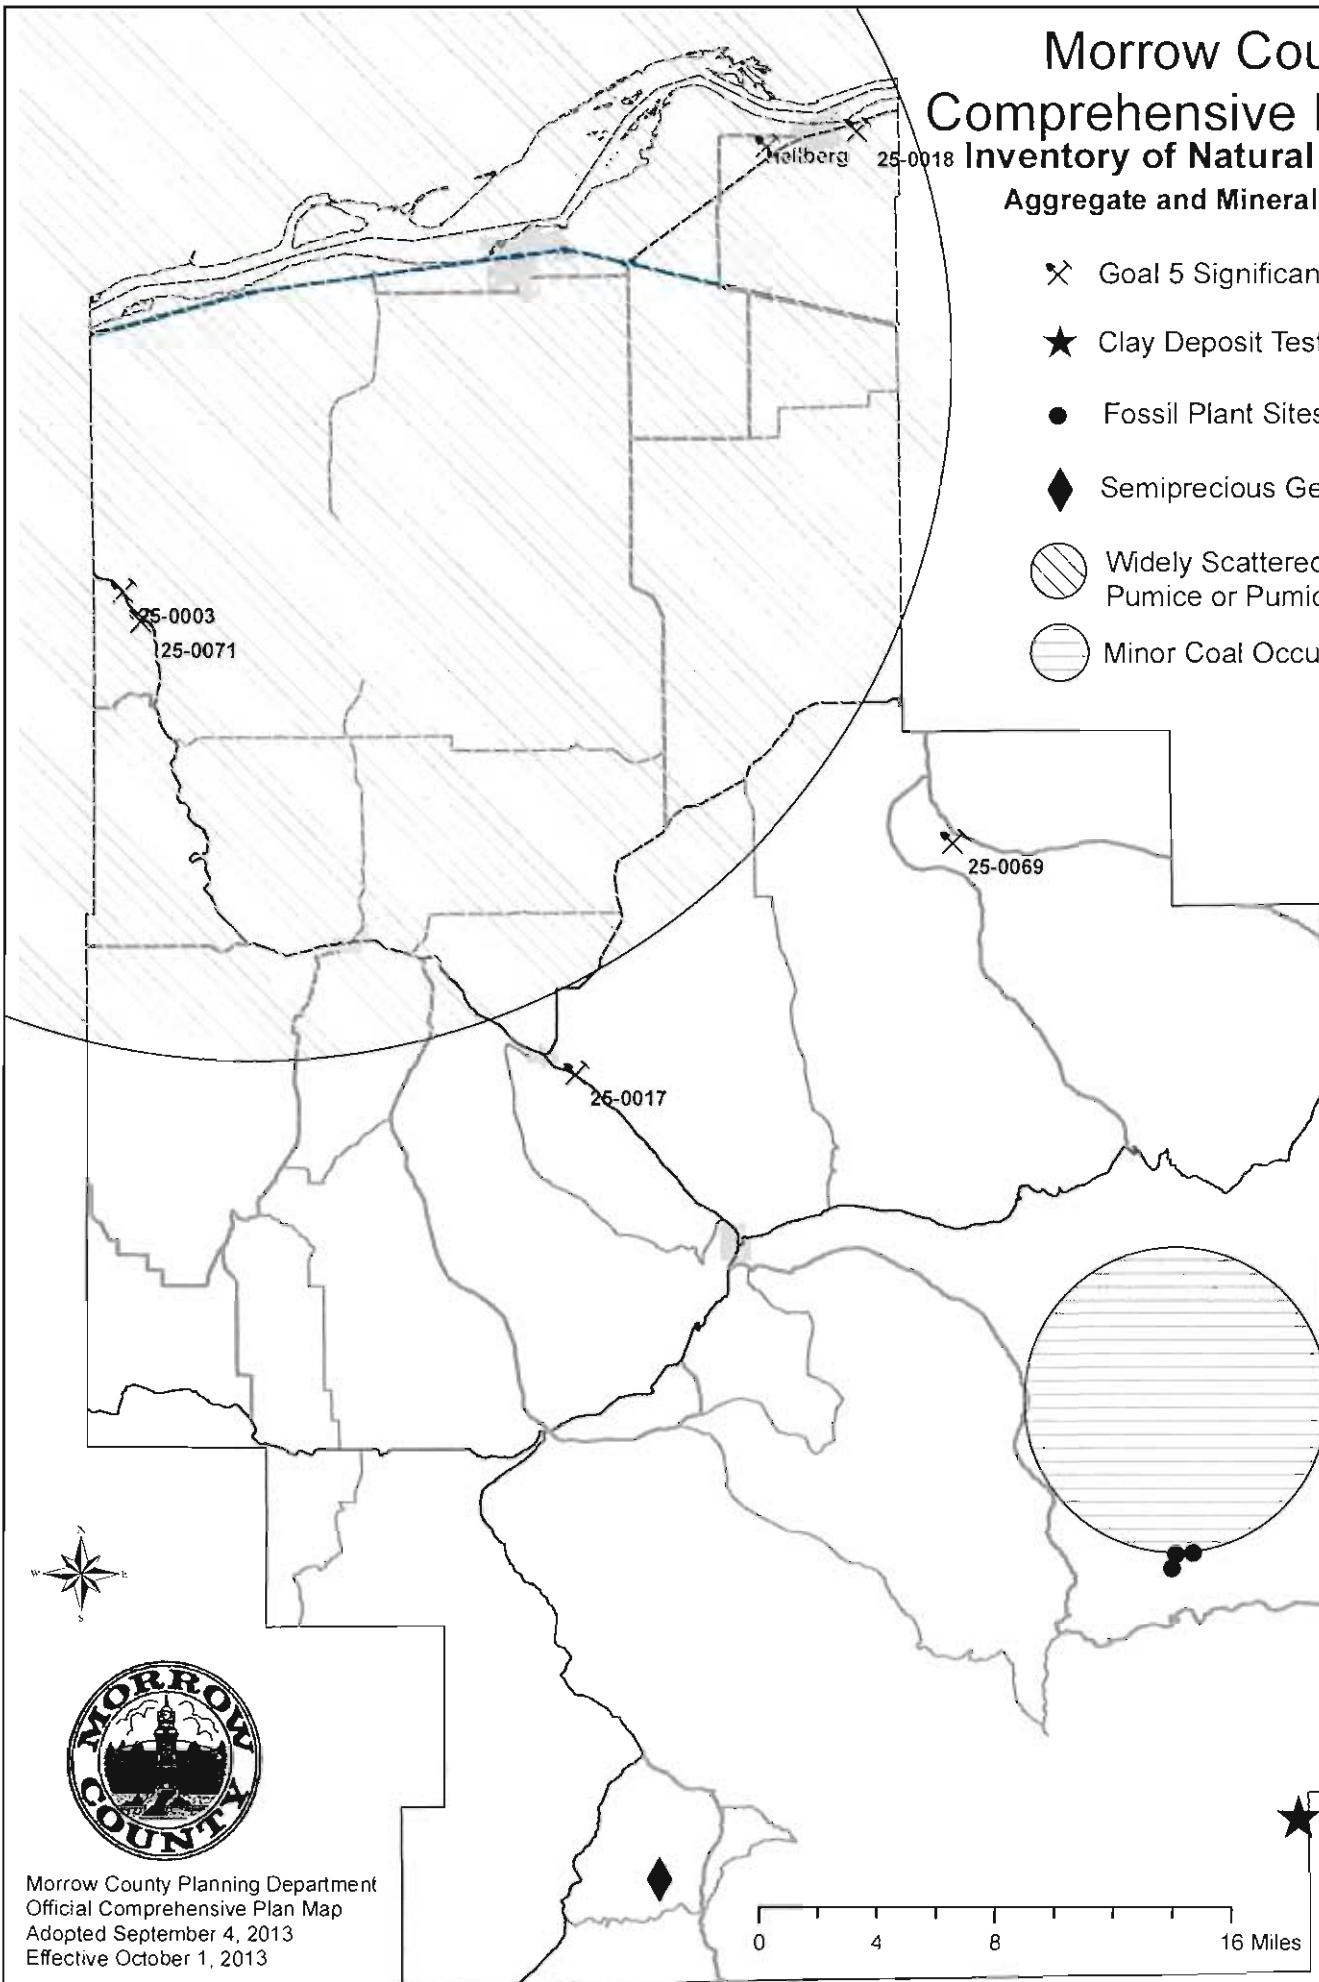 Morrow Cou
Comprehensive
Inventory of Natural
Aggregate and Mineral
Goal 5 Significan
Clay Deposit Test
Fossil Plant Sites
Semiprecious Ge
Widely Scattered
Pumice or Pumic
Minor Coal Occu
Hellberg
25-0018
25-0003
25-0071
25-0069
25-0017
N
W E
S
MORROW
COUNTY
Morrow County Planning Department
Official Comprehensive Plan Map
Adopted September 4, 2013
Effective October 1, 2013
0 4 8 16 Miles